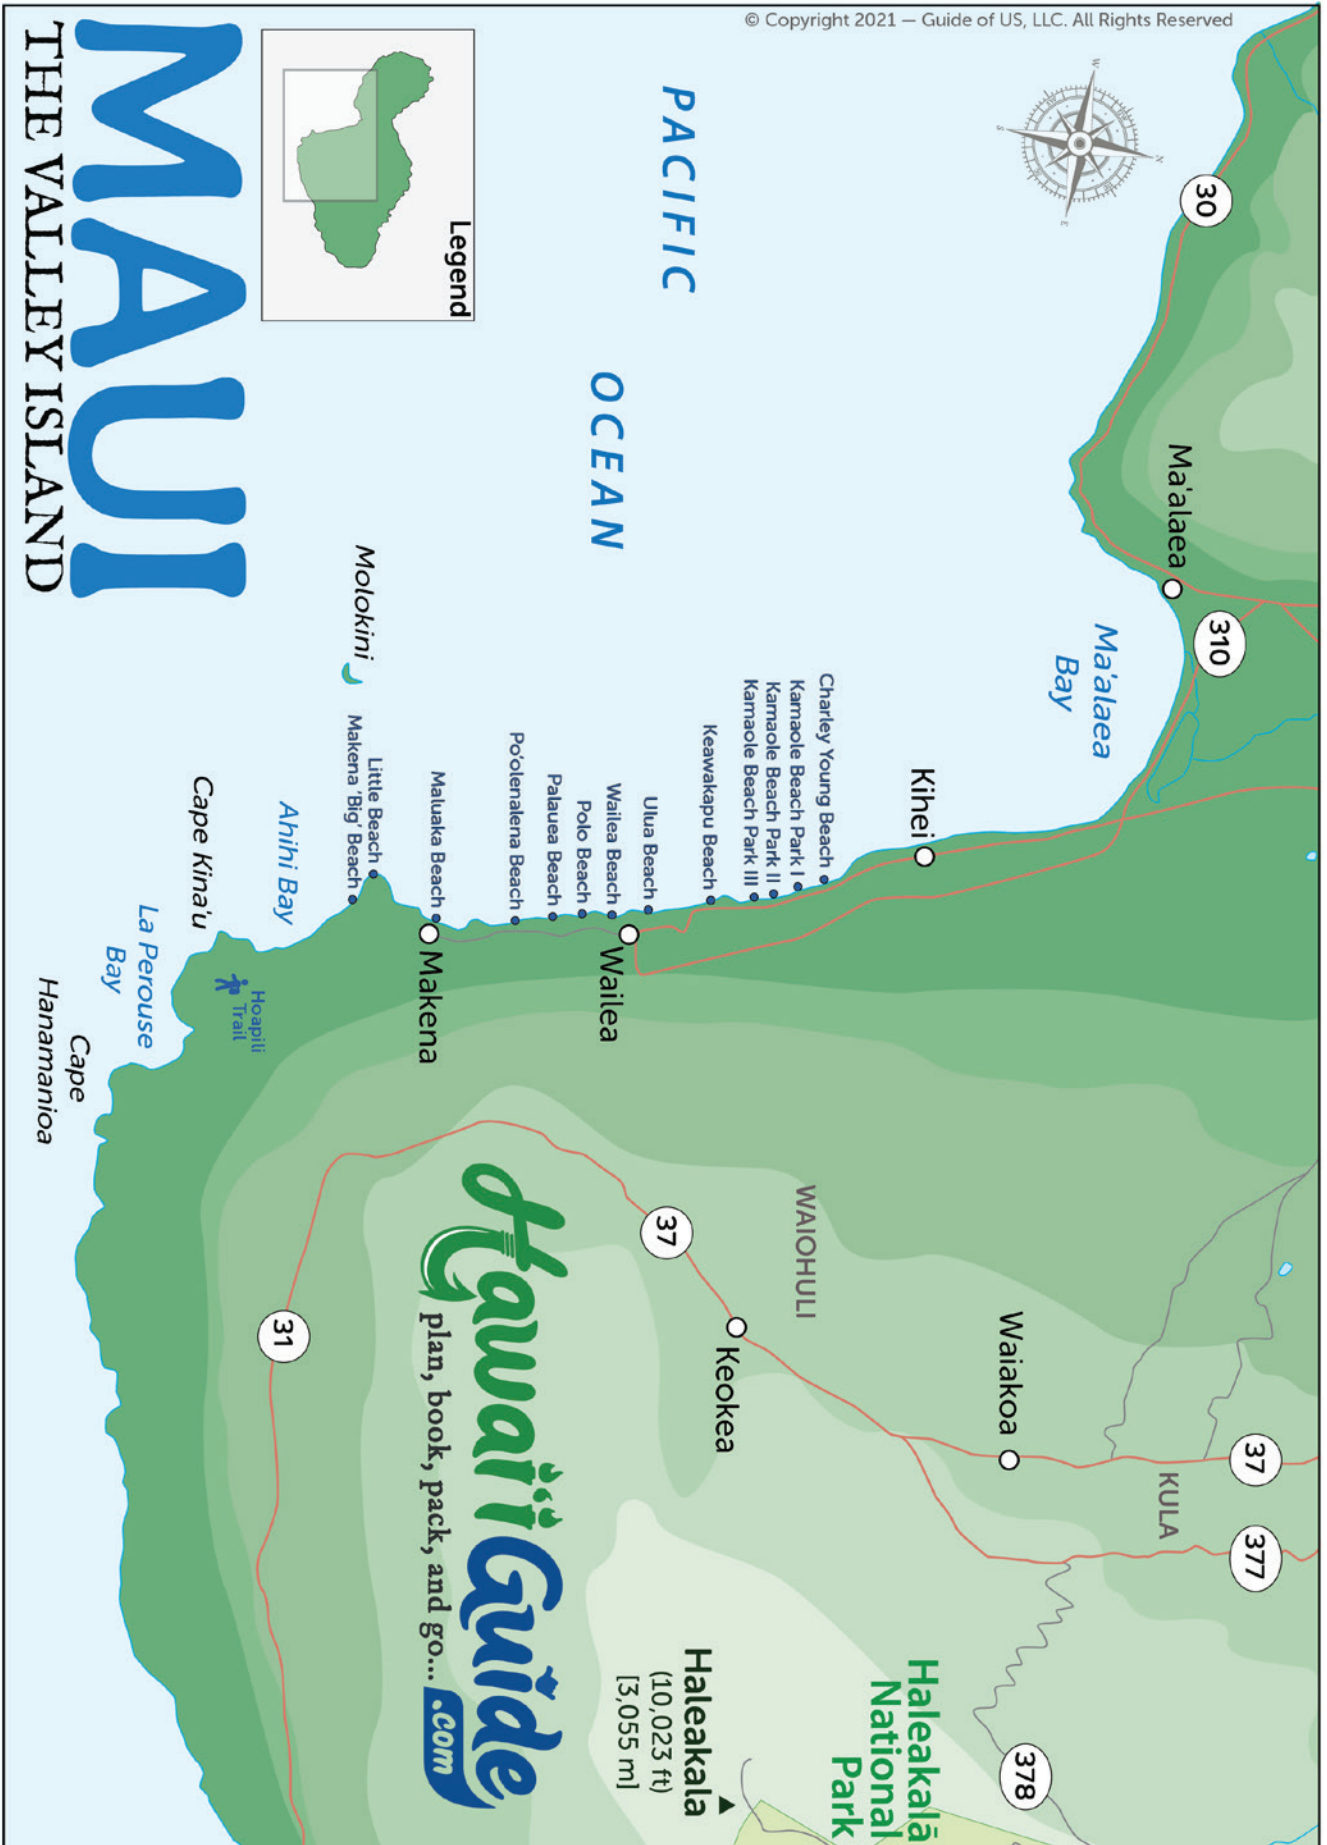 © Copyright 2021 — Guide of US, LLC. All Rights Reserved
W
N
S
E
PACIFIC
OCEAN
30
Ma'alaea
310
Ma'alaea
Bay
Kihei
Charley Young Beach
Kamaole Beach Park I
Kamaole Beach Park II
Kamaole Beach Park III
Keawakapu Beach
Ulua Beach
Wailea Beach
Polo Beach
Palauea Beach
Po'olenalena Beach
Maluaka Beach
Little Beach
Makena 'Big' Beach
Wailea
Makena
Molokini
Ahihi Bay
Cape Kina'u
La Perouse
Bay
Cape
Hanamanioa
Hoapili
Trail
37
377
KULA
Waiakoa
WAIOHULI
37
Keokea
31
378
Haleakalā
National
Park
Haleakala
(10,023 ft)
[3,055 m]
Hawaiʻi Guide
.com
plan, book, pack, and go...
Legend
MAUI
THE VALLEY ISLAND